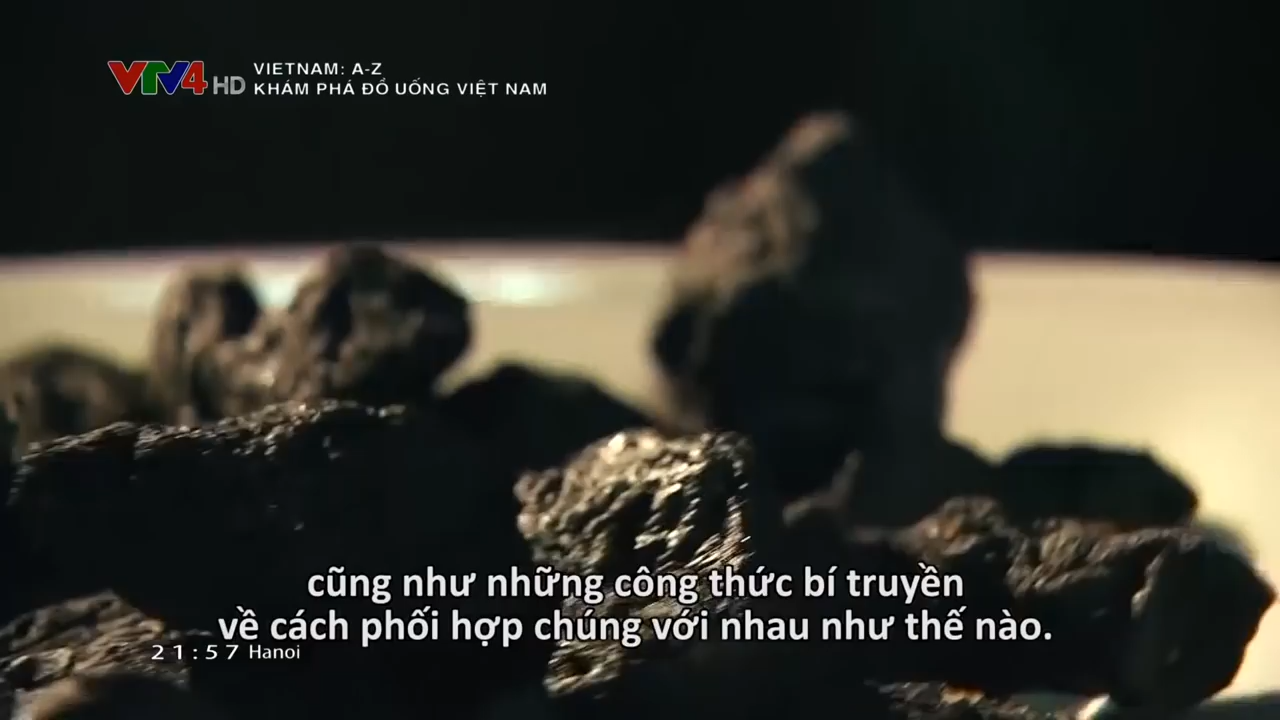 VTV4 HD
VIETNAM: A-Z
KHÁM PHÁ ĐỒ UỐNG VIỆT NAM
cũng như những công thức bí truyền
về cách phối hợp chúng với nhau như thế nào.
21:57 Hanoi